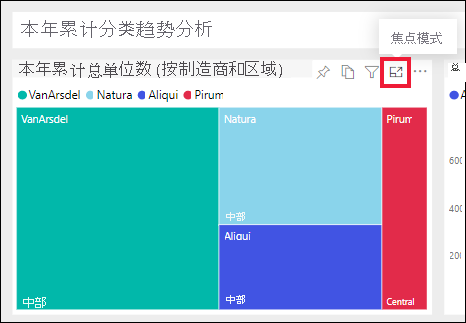 本年累计分类趋势分析
焦点模式
本年累计总单位数 (按制造商和区域)
VanArsdel Natura Aliqui Pirum
VanArsdel
Natura
Pirum
中部
Aliqui
中部
中部
Central
800
400
200